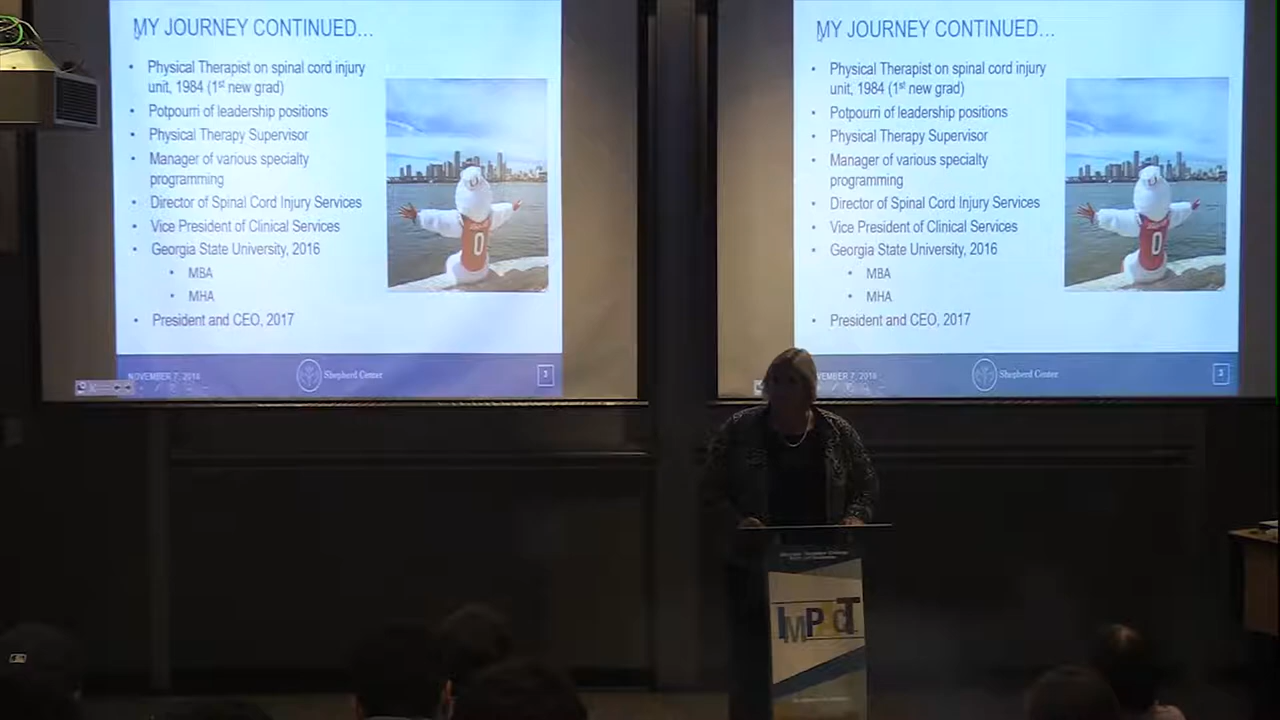 MY JOURNEY CONTINUED...
• Physical Therapist on spinal cord injury
unit, 1984 (1st new grad)
• Potpourri of leadership positions
• Physical Therapy Supervisor
• Manager of various specialty
programming
• Director of Spinal Cord Injury Services
• Vice President of Clinical Services
• Georgia State University, 2016
• MBA
• MHA
• President and CEO, 2017
0
NOVEMBER 7, 2018
Shepherd Center
3
MY JOURNEY CONTINUED...
• Physical Therapist on spinal cord injury
unit, 1984 (1st new grad)
• Potpourri of leadership positions
• Physical Therapy Supervisor
• Manager of various specialty
programming
• Director of Spinal Cord Injury Services
• Vice President of Clinical Services
• Georgia State University, 2016
• MBA
• MHA
• President and CEO, 2017
0
NOVEMBER 7, 2018
Shepherd Center
3
IMPACT